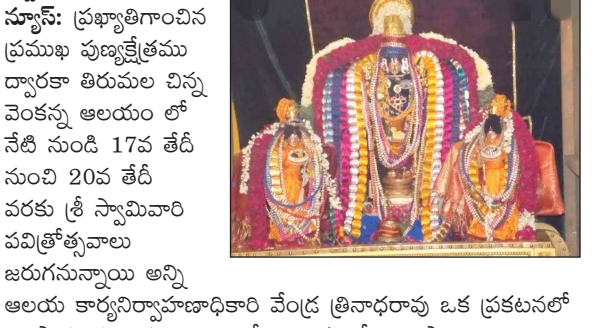 న్యూస్: ప్రఖ్యాతిగాంచిన
ప్రముఖ పుణ్యక్షేత్రము
ద్వారకా తిరుమల చిన్న
వెంకన్న ఆలయం లో
నేటి నుండి 17వ తేదీ
నుంచి 20వ తేదీ
వరకు శ్రీ స్వామివారి
పవిత్రోత్సవాలు
జరుగనున్నాయి అన్ని
ఆలయ కార్యనిర్వాహణాధికారి వేండ్ర త్రినాధరావు ఒక ప్రకటనలో